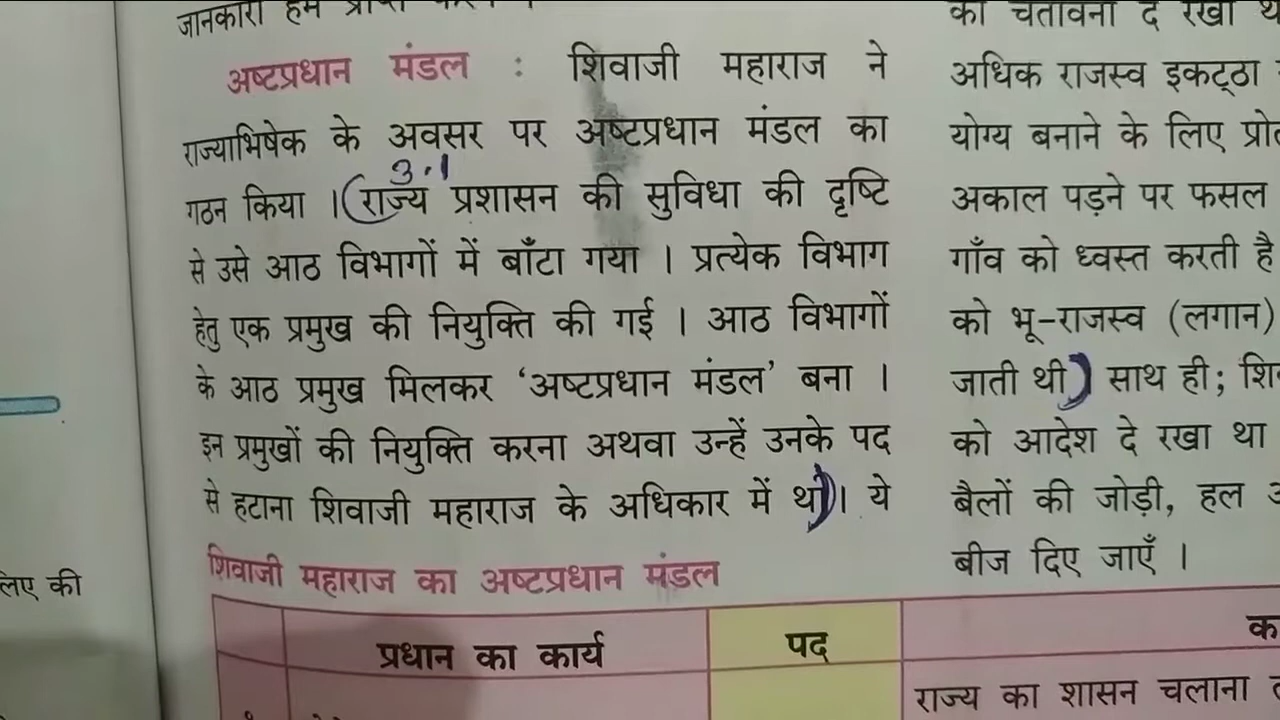 अष्टप्रधान मंडल : शिवाजी महाराज ने
राज्याभिषेक के अवसर पर अष्टप्रधान मंडल का
3.1
गठन किया । (राज्य प्रशासन की सुविधा की दृष्टि
से उसे आठ विभागों में बाँटा गया । प्रत्येक विभाग
हेतु एक प्रमुख की नियुक्ति की गई । आठ विभागों
के आठ प्रमुख मिलकर ‘अष्टप्रधान मंडल’ बना ।
इन प्रमुखों की नियुक्ति करना अथवा उन्हें उनके पद
से हटाना शिवाजी महाराज के अधिकार में था)। ये
शिवाजी महाराज का अष्टप्रधान मंडल
प्रधान का कार्य
पद
राज्य का शासन चलाना
अधिक राजस्व इकट्ठा
योग्य बनाने के लिए
अकाल पड़ने पर फसल
गाँव को ध्वस्त करती है
को भू-राजस्व (लगान)
जाती थी) साथ ही;
को आदेश दे रखा था
बैलों की जोड़ी, हल
बीज दिए जाएँ ।
लिए की